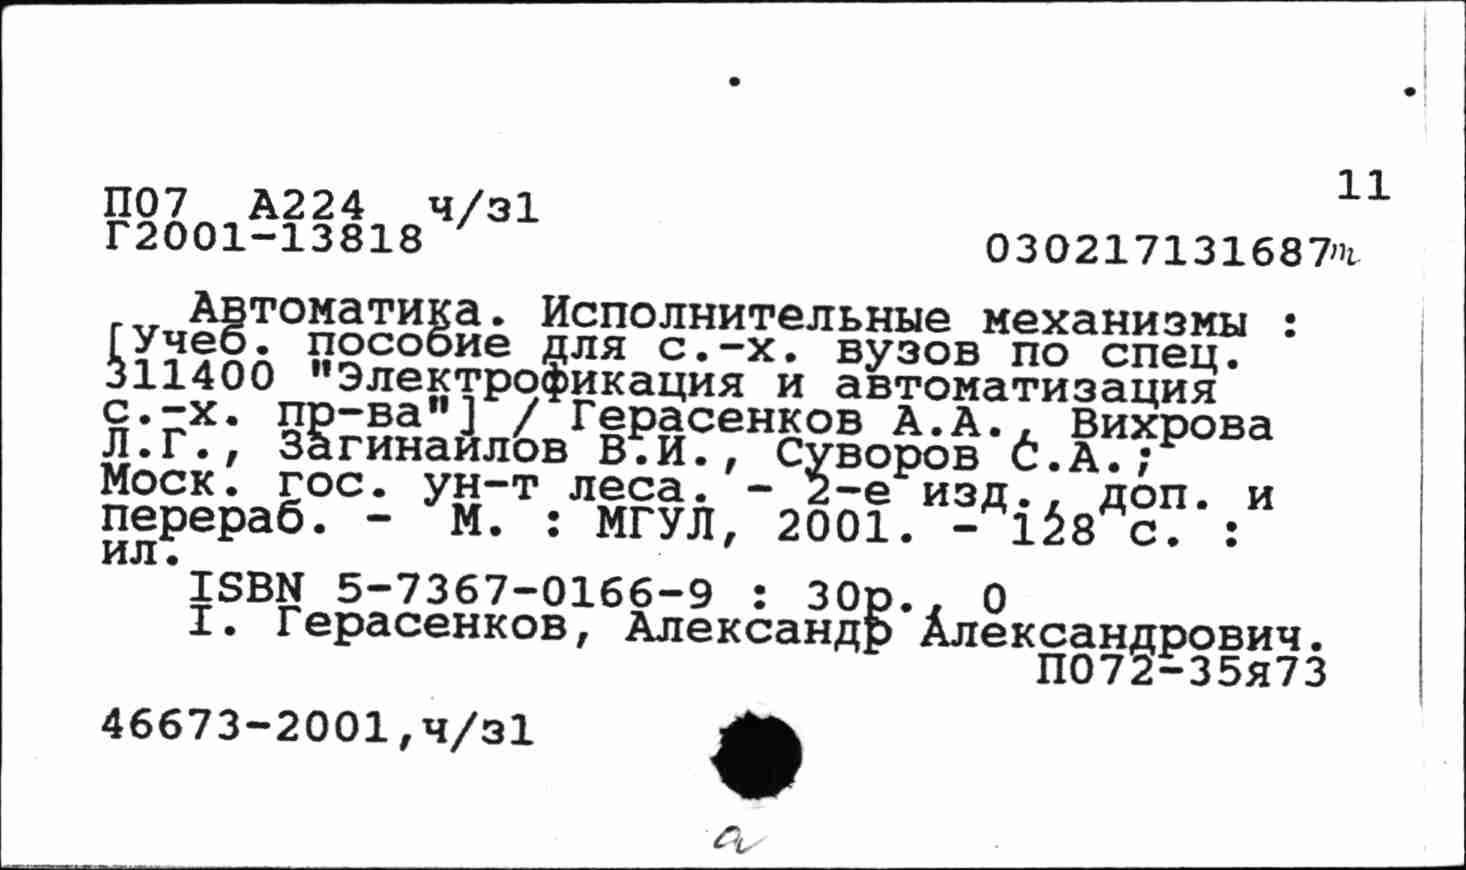 11
П07 А224 ч/з1
Г2001-13818
030217131687т
Автоматика. Исполнительные механизмы :
[Учеб. пособие для с.-х. вузов по спец.
311400 "Электрофикация и автоматизация
с.-х. пр-ва"] / Герасенков А.А., Вихрова
Л.Г., Загинайлов В.И., Суворов С.А.;
Моск. гос. ун-т леса. - 2-е изд., доп. и
перераб. - М. : МГУЛ, 2001. - 128 с. :
ил.
ISBN 5-7367-0166-9 : 30р., 0
I. Герасенков, Александр Александрович.
П072-35я73
46673-2001,ч/з1
а